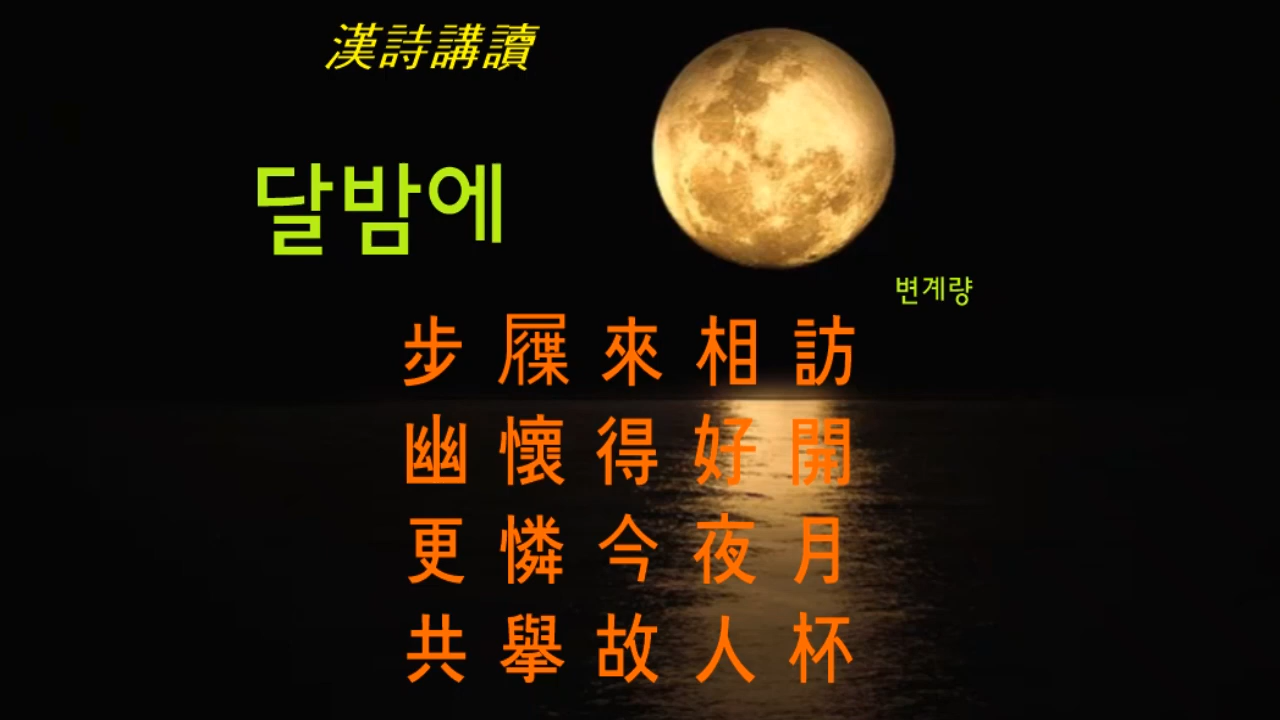 漢詩講讀
달밤에
변계량
步 屧 來 相 訪
幽 懷 得 好 開
更 憐 今 夜 月
共 擧 故 人 杯